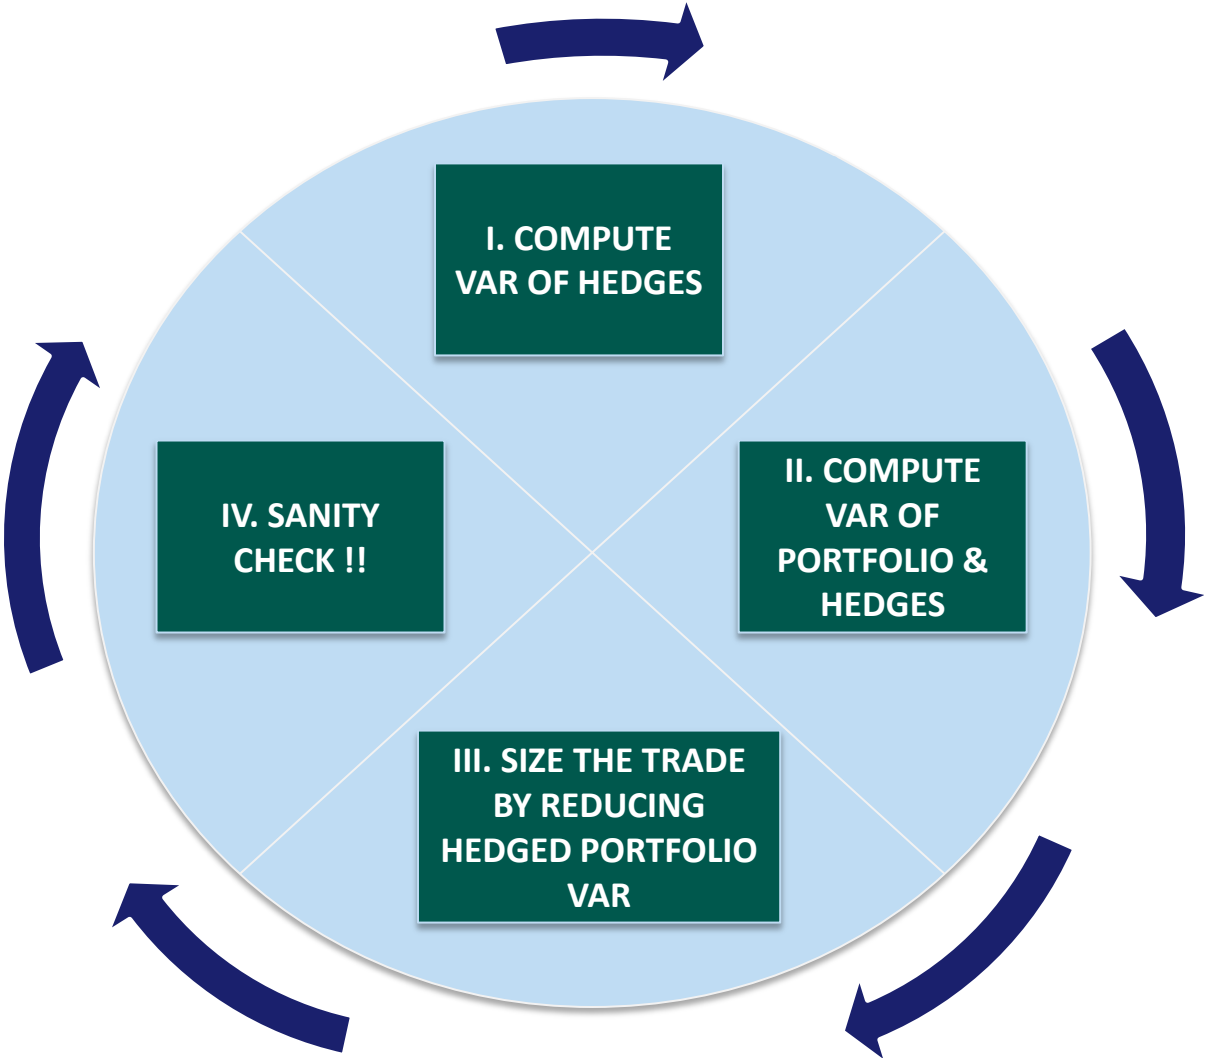 I. COMPUTE
VAR OF HEDGES
II. COMPUTE
VAR OF
PORTFOLIO &
HEDGES
III. SIZE THE TRADE
BY REDUCING
HEDGED PORTFOLIO
VAR
IV. SANITY
CHECK !!